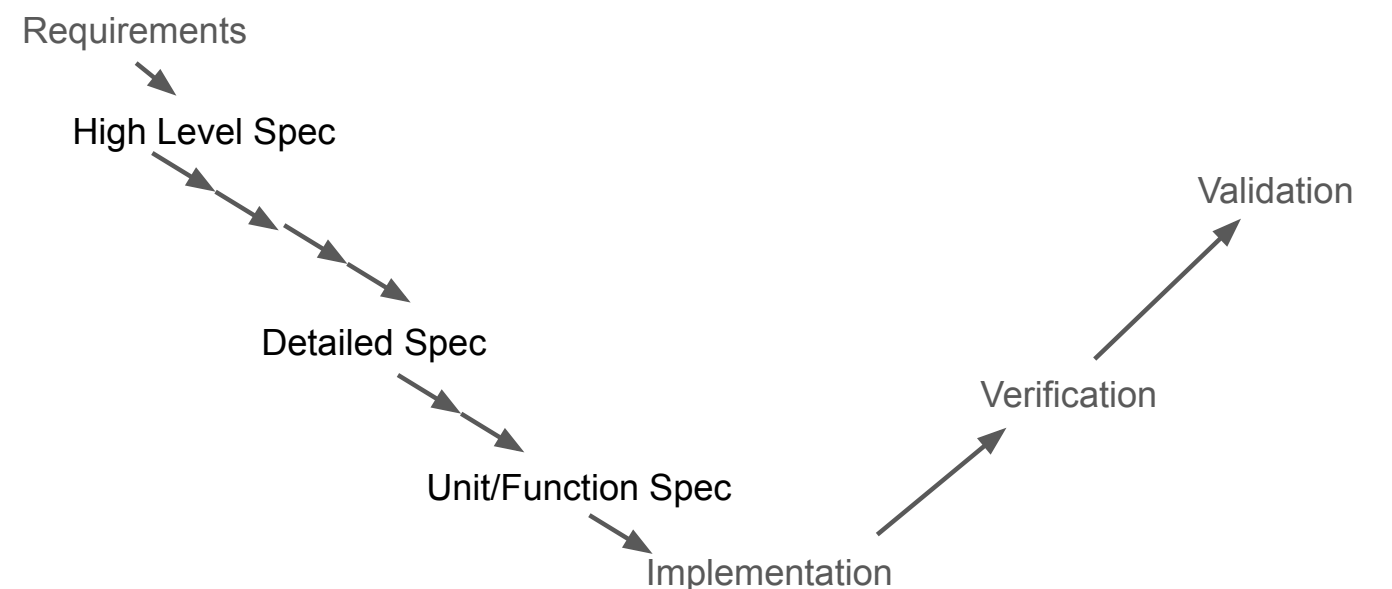 Requirements
High Level Spec
Validation
Detailed Spec
Verification
Unit/Function Spec
Implementation